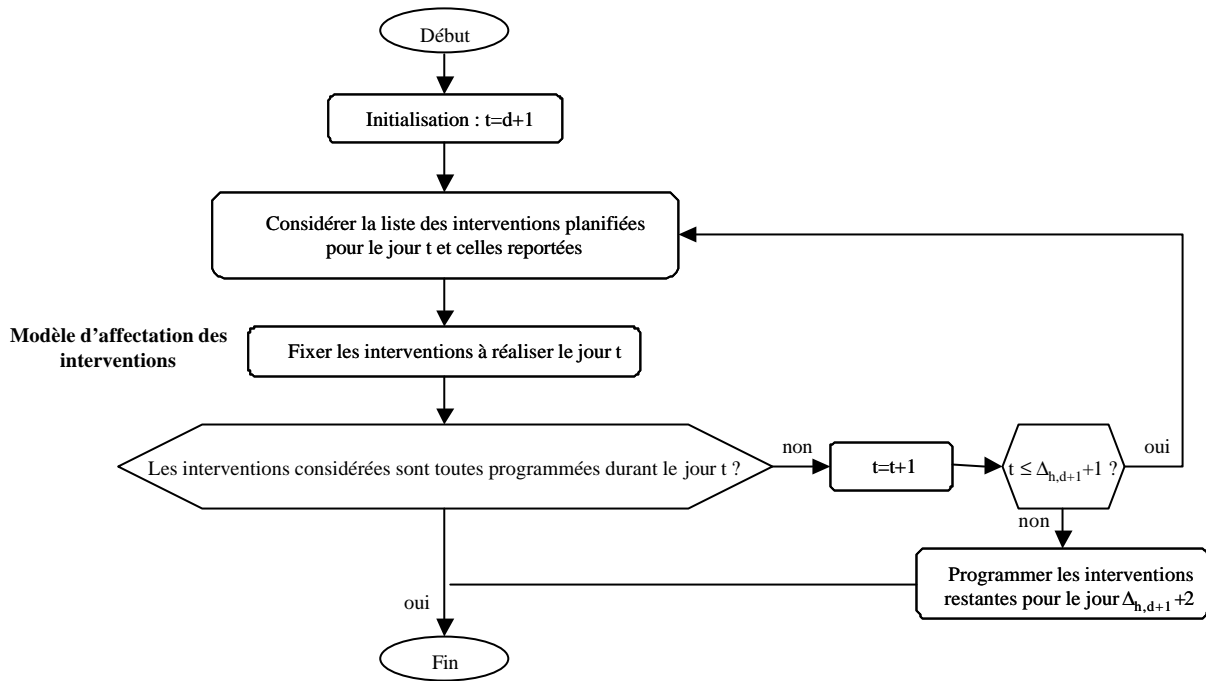 Début
Initialisation : t=d+1
Considérer la liste des interventions planifiées
pour le jour t et celles reportées
Modèle d’affectation des
interventions
Fixer les interventions à réaliser le jour t
Les interventions considérées sont toutes programmées durant le jour t ?
non
t=t+1
t ≤ Δh,d+1+1 ?
oui
non
Programmer les interventions
restantes pour le jour Δh,d+1+2
oui
Fin